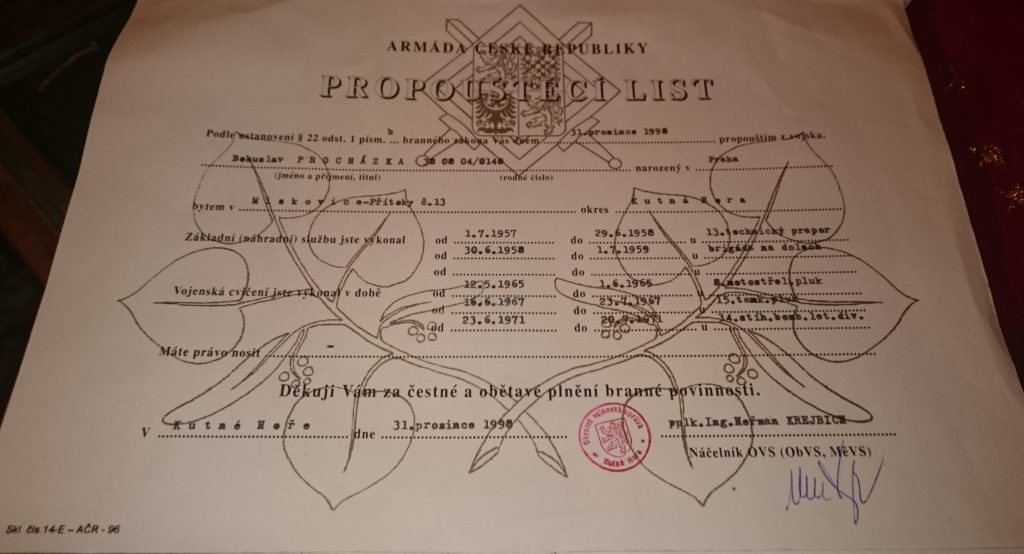 ARMÁDA ČESKÉ REPUBLIKY
PROPOUŠTĚCÍ LIST
Podle ustanovení § 22 odst. 1 písm. b branného zákona Vás dnem 31.prosince 1998 propouštím z vojska.
Bohuslav PROCHÁZKA narozený v Praha
(jméno a příjmení, titul) (rodné číslo)
bytem v Miskovice-Přítoky č.13 okres Kutná Hora
Základní (náhradní) službu jste vykonal od 1.7.1957 do 29.6.1958 u 13.technický prapor
od 30.6.1958 do 1.7.1959 u brigáda na dolech
od do u
Vojenská cvičení jste vykonal v době od 12.5.1965 do 1.6.1965 u 8.motostřel.pluk
od 16.6.1967 do 23.7.1967 u 15.tank.pluk
od 23.6.1971 do 20.7.1971 u 34.stíh.bomb.let.div.
Máte právo nosit -
Děkuji Vám za čestné a obětavé plnění branné povinnosti.
V Kutné Hoře dne 31.prosince 1998
Okresní vojenská správa
Kutná Hora
pplk.Ing.Heřman KREJBICH
Náčelník OVS (ObVS, MěVS)
Skl. čís.14-E – AČR - 96